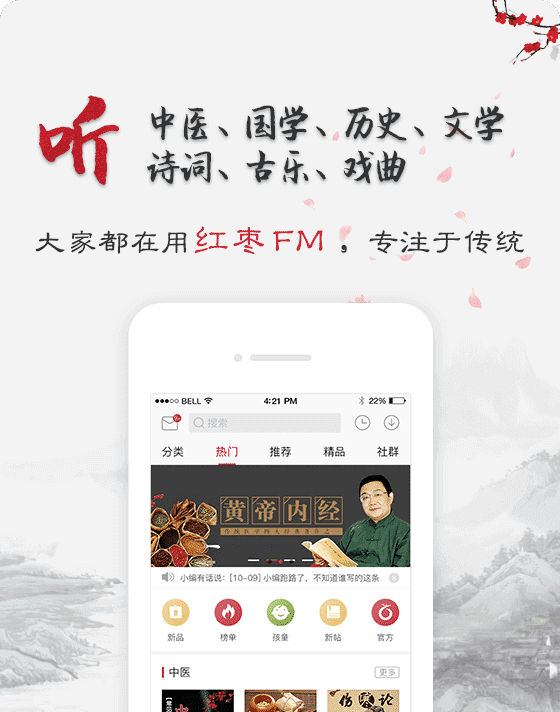 听
中医、国学、历史、文学
诗词、古乐、戏曲
大家都在用红枣FM，专注于传统
BELL 4:21 PM 22%
搜索
分类 热门 推荐 精品 社群
黄帝内经
小编有话说：[10-09] 小编跑路了，不知道谁写的这条
新品 榜单 孩童 新帖 官方
中医 更多